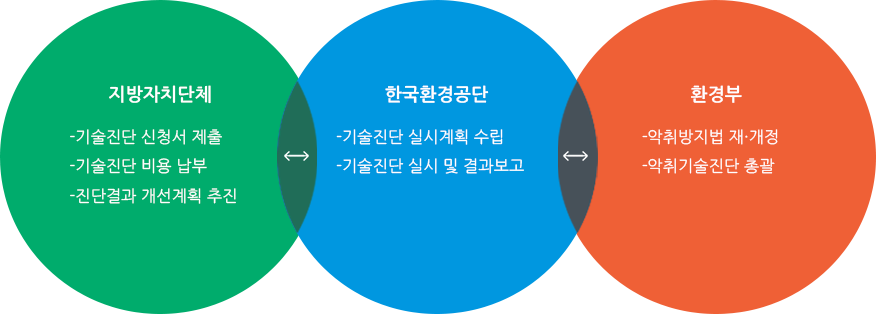 지방자치단체
-기술진단 신청서 제출
-기술진단 비용 납부
-진단결과 개선계획 추진
한국환경공단
-기술진단 실시계획 수립
-기술진단 실시 및 결과보고
환경부
-악취방지법 재·개정
-악취기술진단 총괄